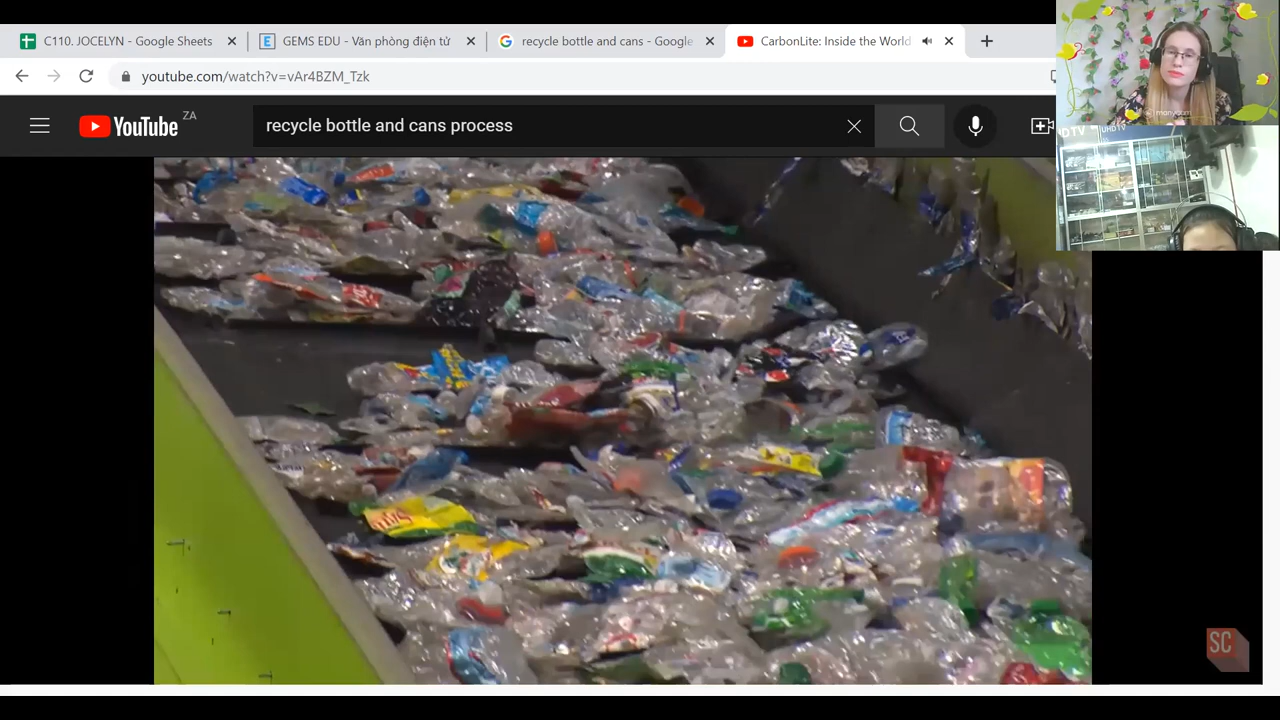 C110. JOCELYN - Google Sheets
GEMS EDU - Văn phòng điện tử
recycle bottle and cans - Google
CarbonLite: Inside the World
youtube.com/watch?v=vAr4BZM_Tzk
YouTube ZA
recycle bottle and cans process
manycam
SC